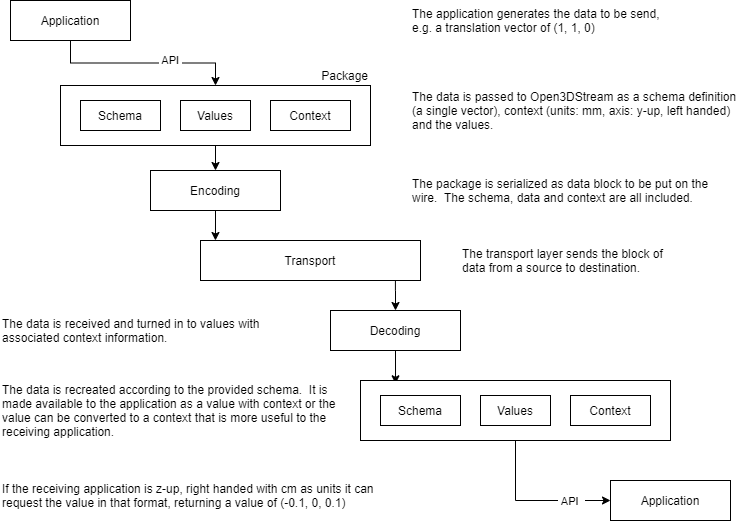 Application
The application generates the data to be send,
e.g. a translation vector of (1, 1, 0)
API
Package
Schema
Values
Context
The data is passed to Open3DStream as a schema definition
(a single vector), context (units: mm, axis: y-up, left handed)
and the values.
Encoding
The package is serialized as data block to be put on the
wire.  The schema, data and context are all included.
Transport
The transport layer sends the block of
data from a source to destination.
The data is received and turned in to values with
associated context information.
Decoding
The data is recreated according to the provided schema.  It is
made available to the application as a value with context or the
value can be converted to a context that is more useful to the
receiving application.
Schema
Values
Context
If the receiving application is z-up, right handed with cm as units it can
request the value in that format, returning a value of (-0.1, 0, 0.1)
API
Application